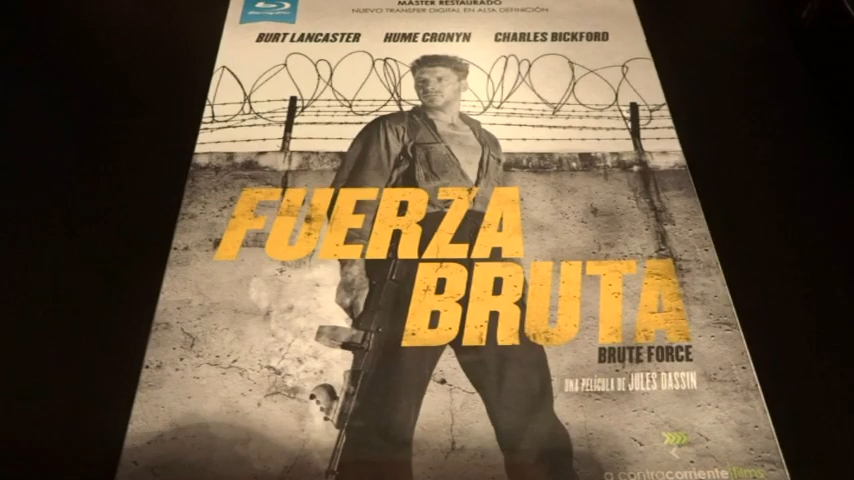 MÁSTER RESTAURADO
NUEVO TRANSFER DIGITAL EN ALTA DEFINICIÓN
BURT LANCASTER HUME CRONYN CHARLES BICKFORD
FUERZA
BRUTA
BRUTE FORCE
UNA PELÍCULA DE JULES DASSIN
a contracorriente films